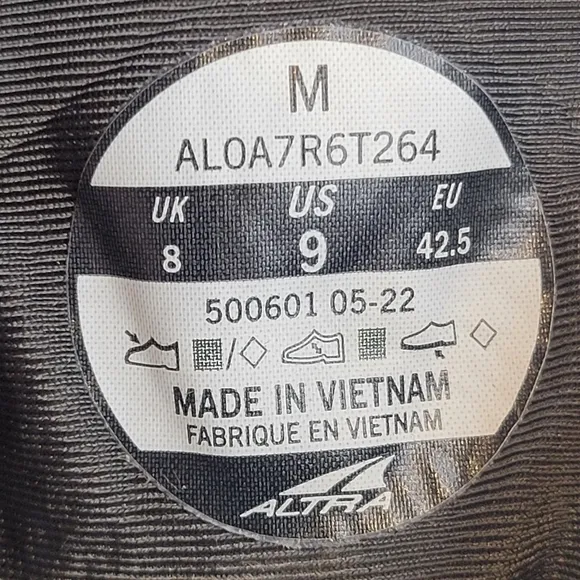 M
AL0A7R6T264
UK US EU
8 9 42.5
500601 05-22
/
MADE IN VIETNAM
FABRIQUE EN VIETNAM
ALTRA